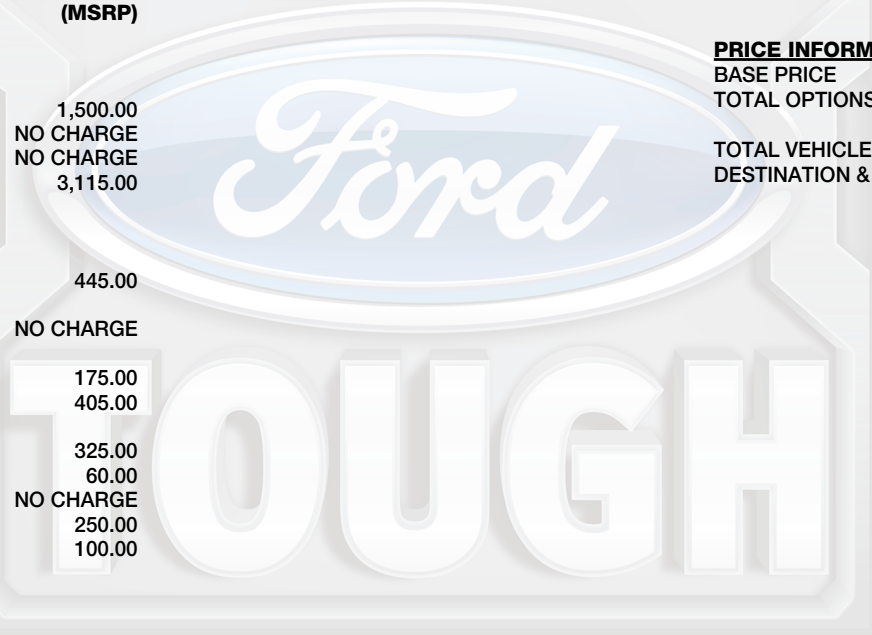 (MSRP)
1,500.00
NO CHARGE
NO CHARGE
3,115.00
445.00
NO CHARGE
175.00
405.00
325.00
60.00
NO CHARGE
250.00
100.00
PRICE INFORM
BASE PRICE
TOTAL OPTIONS
TOTAL VEHICLE
DESTINATION &
Ford
TOUGH